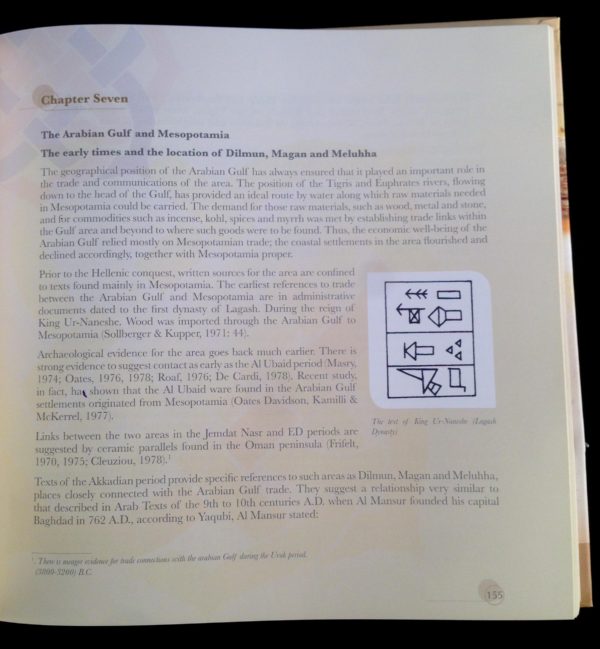 Chapter Seven
The Arabian Gulf and Mesopotamia
The early times and the location of Dilmun, Magan and Meluhha
The geographical position of the Arabian Gulf has always ensured that it played an important role in
the trade and communications of the area. The position of the Tigris and Euphrates rivers, flowing
down to the head of the Gulf, has provided an ideal route by water along which raw materials needed
in Mesopotamia could be carried. The demand for those raw materials, such as wood, metal and stone,
and for commodities such as incense, kohl, spices and myrrh was met by establishing trade links within
the Gulf area and beyond to where such goods were to be found. Thus, the economic well-being of the
Arabian Gulf relied mostly on Mesopotamian trade; the coastal settlements in the area flourished and
declined accordingly, together with Mesopotamia proper.
Prior to the Hellenic conquest, written sources for the area are confined
to texts found mainly in Mesopotamia. The earliest references to trade
between the Arabian Gulf and Mesopotamia are in administrative
documents dated to the first dynasty of Lagash. During the reign of
King Ur-Naneshe. Wood was imported through the Arabian Gulf to
Mesopotamia (Sollberger & Kupper, 1971: 44).
Archaeological evidence for the area goes back much earlier. There is
strong evidence to suggest contact as early as the Al Ubaid period (Masry,
1974; Oates, 1976, 1978; Roaf, 1976; De Cardi, 1978). Recent study,
in fact, has shown that the Al Ubaid ware found in the Arabian Gulf
settlements originated from Mesopotamia (Oates Davidson, Kamilli &
McKerrel, 1977).
The text of King Ur-Naneshe (Lagash
Dynasty)
Links between the two areas in the Jemdat Nasr and ED periods are
suggested by ceramic parallels found in the Oman peninsula (Frifelt,
1970, 1975; Cleuziou, 1978).1
Texts of the Akkadian period provide specific references to such areas as Dilmun, Magan and Meluhha,
places closely connected with the Arabian Gulf trade. They suggest a relationship very similar to
that described in Arab Texts of the 9th to 10th centuries A.D. when Al Mansur founded his capital
Baghdad in 762 A.D., according to Yaqubi, Al Mansur stated:
1. There is meager evidence for trade connections with the arabian Gulf during the Uruk period.
(3800-3200) B.C.
155